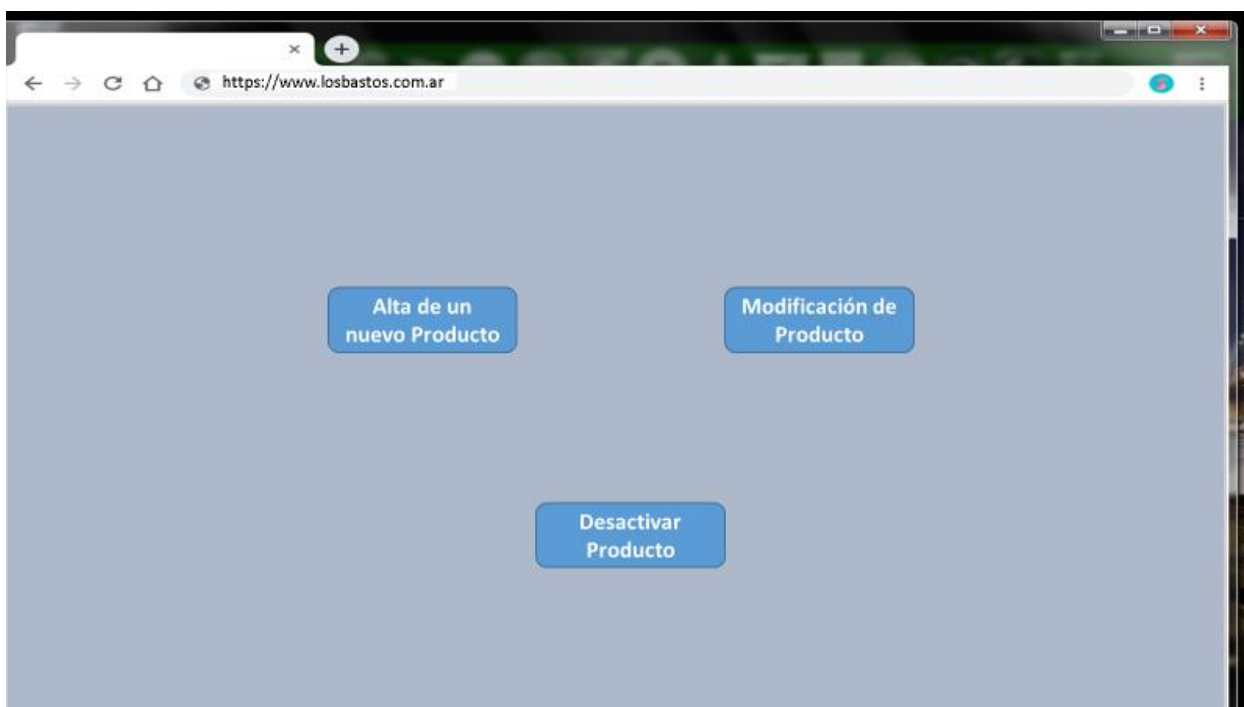 https://www.losbastos.com.ar
Alta de un
nuevo Producto
Modificación de
Producto
Desactivar
Producto